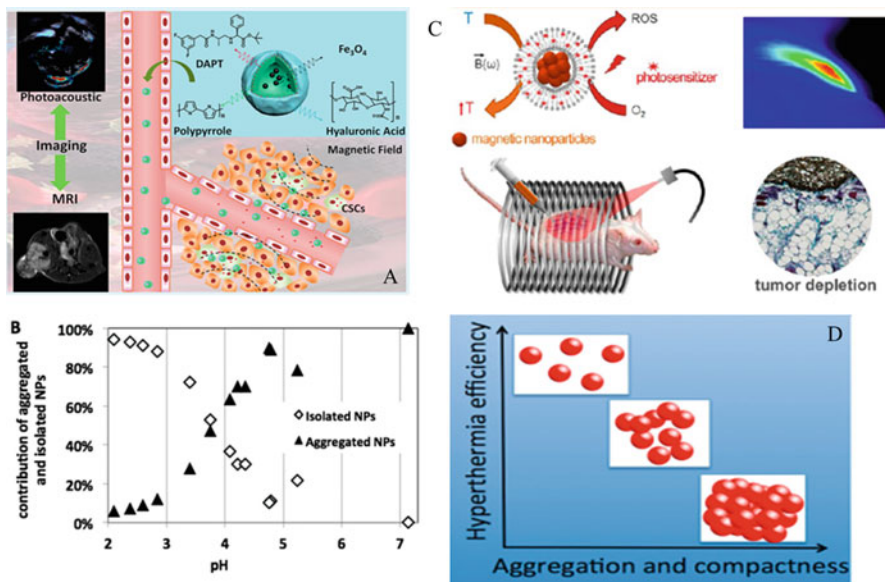 DAPT
Fe3O4
Photoacoustic
Polypyrrole
Hyaluronic Acid
Magnetic Field
Imaging
MRI
CSCs
A
C
T
ROS
B(ω)
photosensitizer
↑T
O2
magnetic nanoparticles
tumor depletion
B
100%
80%
60%
40%
20%
0%
contribution of aggregated
and isolated NPs
◇ Isolated NPs
▲ Aggregated NPs
2 3 4 5 6 7
pH
D
Hyperthermia efficiency
Aggregation and compactness